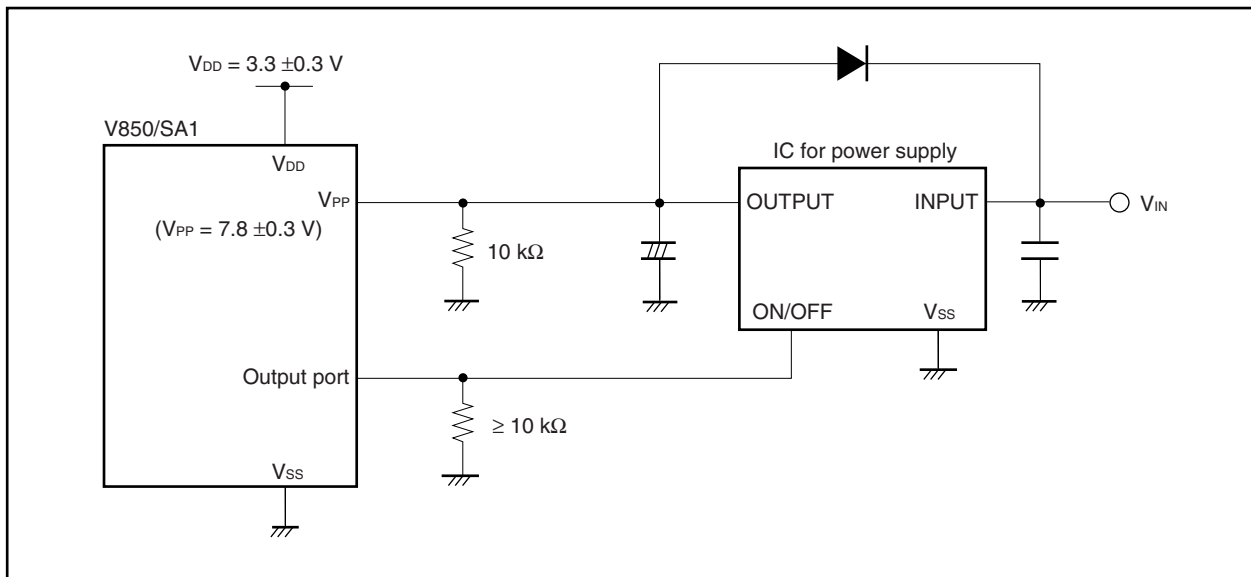 VDD = 3.3 ±0.3 V
V850/SA1
VDD
IC for power supply
VPP
OUTPUT
INPUT
VIN
(VPP = 7.8 ±0.3 V)
10 kΩ
ON/OFF
VSS
Output port
≥ 10 kΩ
VSS